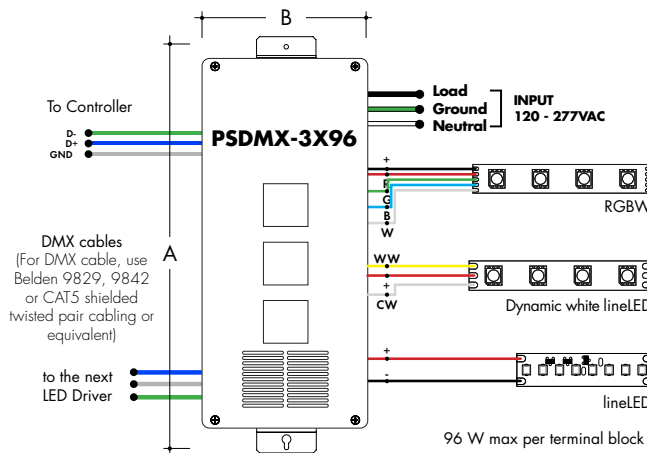 B
To Controller
D-
D+
GND
PSDMX-3X96
Load
Ground
Neutral
INPUT
120 - 277VAC
+
R
G
B
W
RGBW
DMX cables
(For DMX cable, use
Belden 9829, 9842
or CAT5 shielded
twisted pair cabling or
equivalent)
A
WW
+
CW
Dynamic white lineLED
to the next
LED Driver
+
-
lineLED
96 W max per terminal block